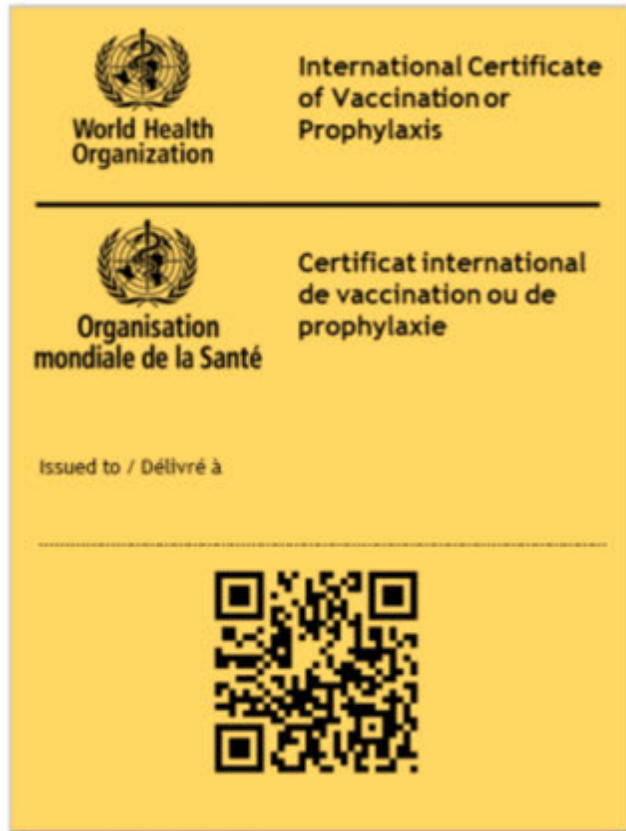 World Health
Organization
International Certificate
of Vaccination or
Prophylaxis
Organisation
mondiale de la Santé
Certificat international
de vaccination ou de
prophylaxie
Issued to / Délivré à